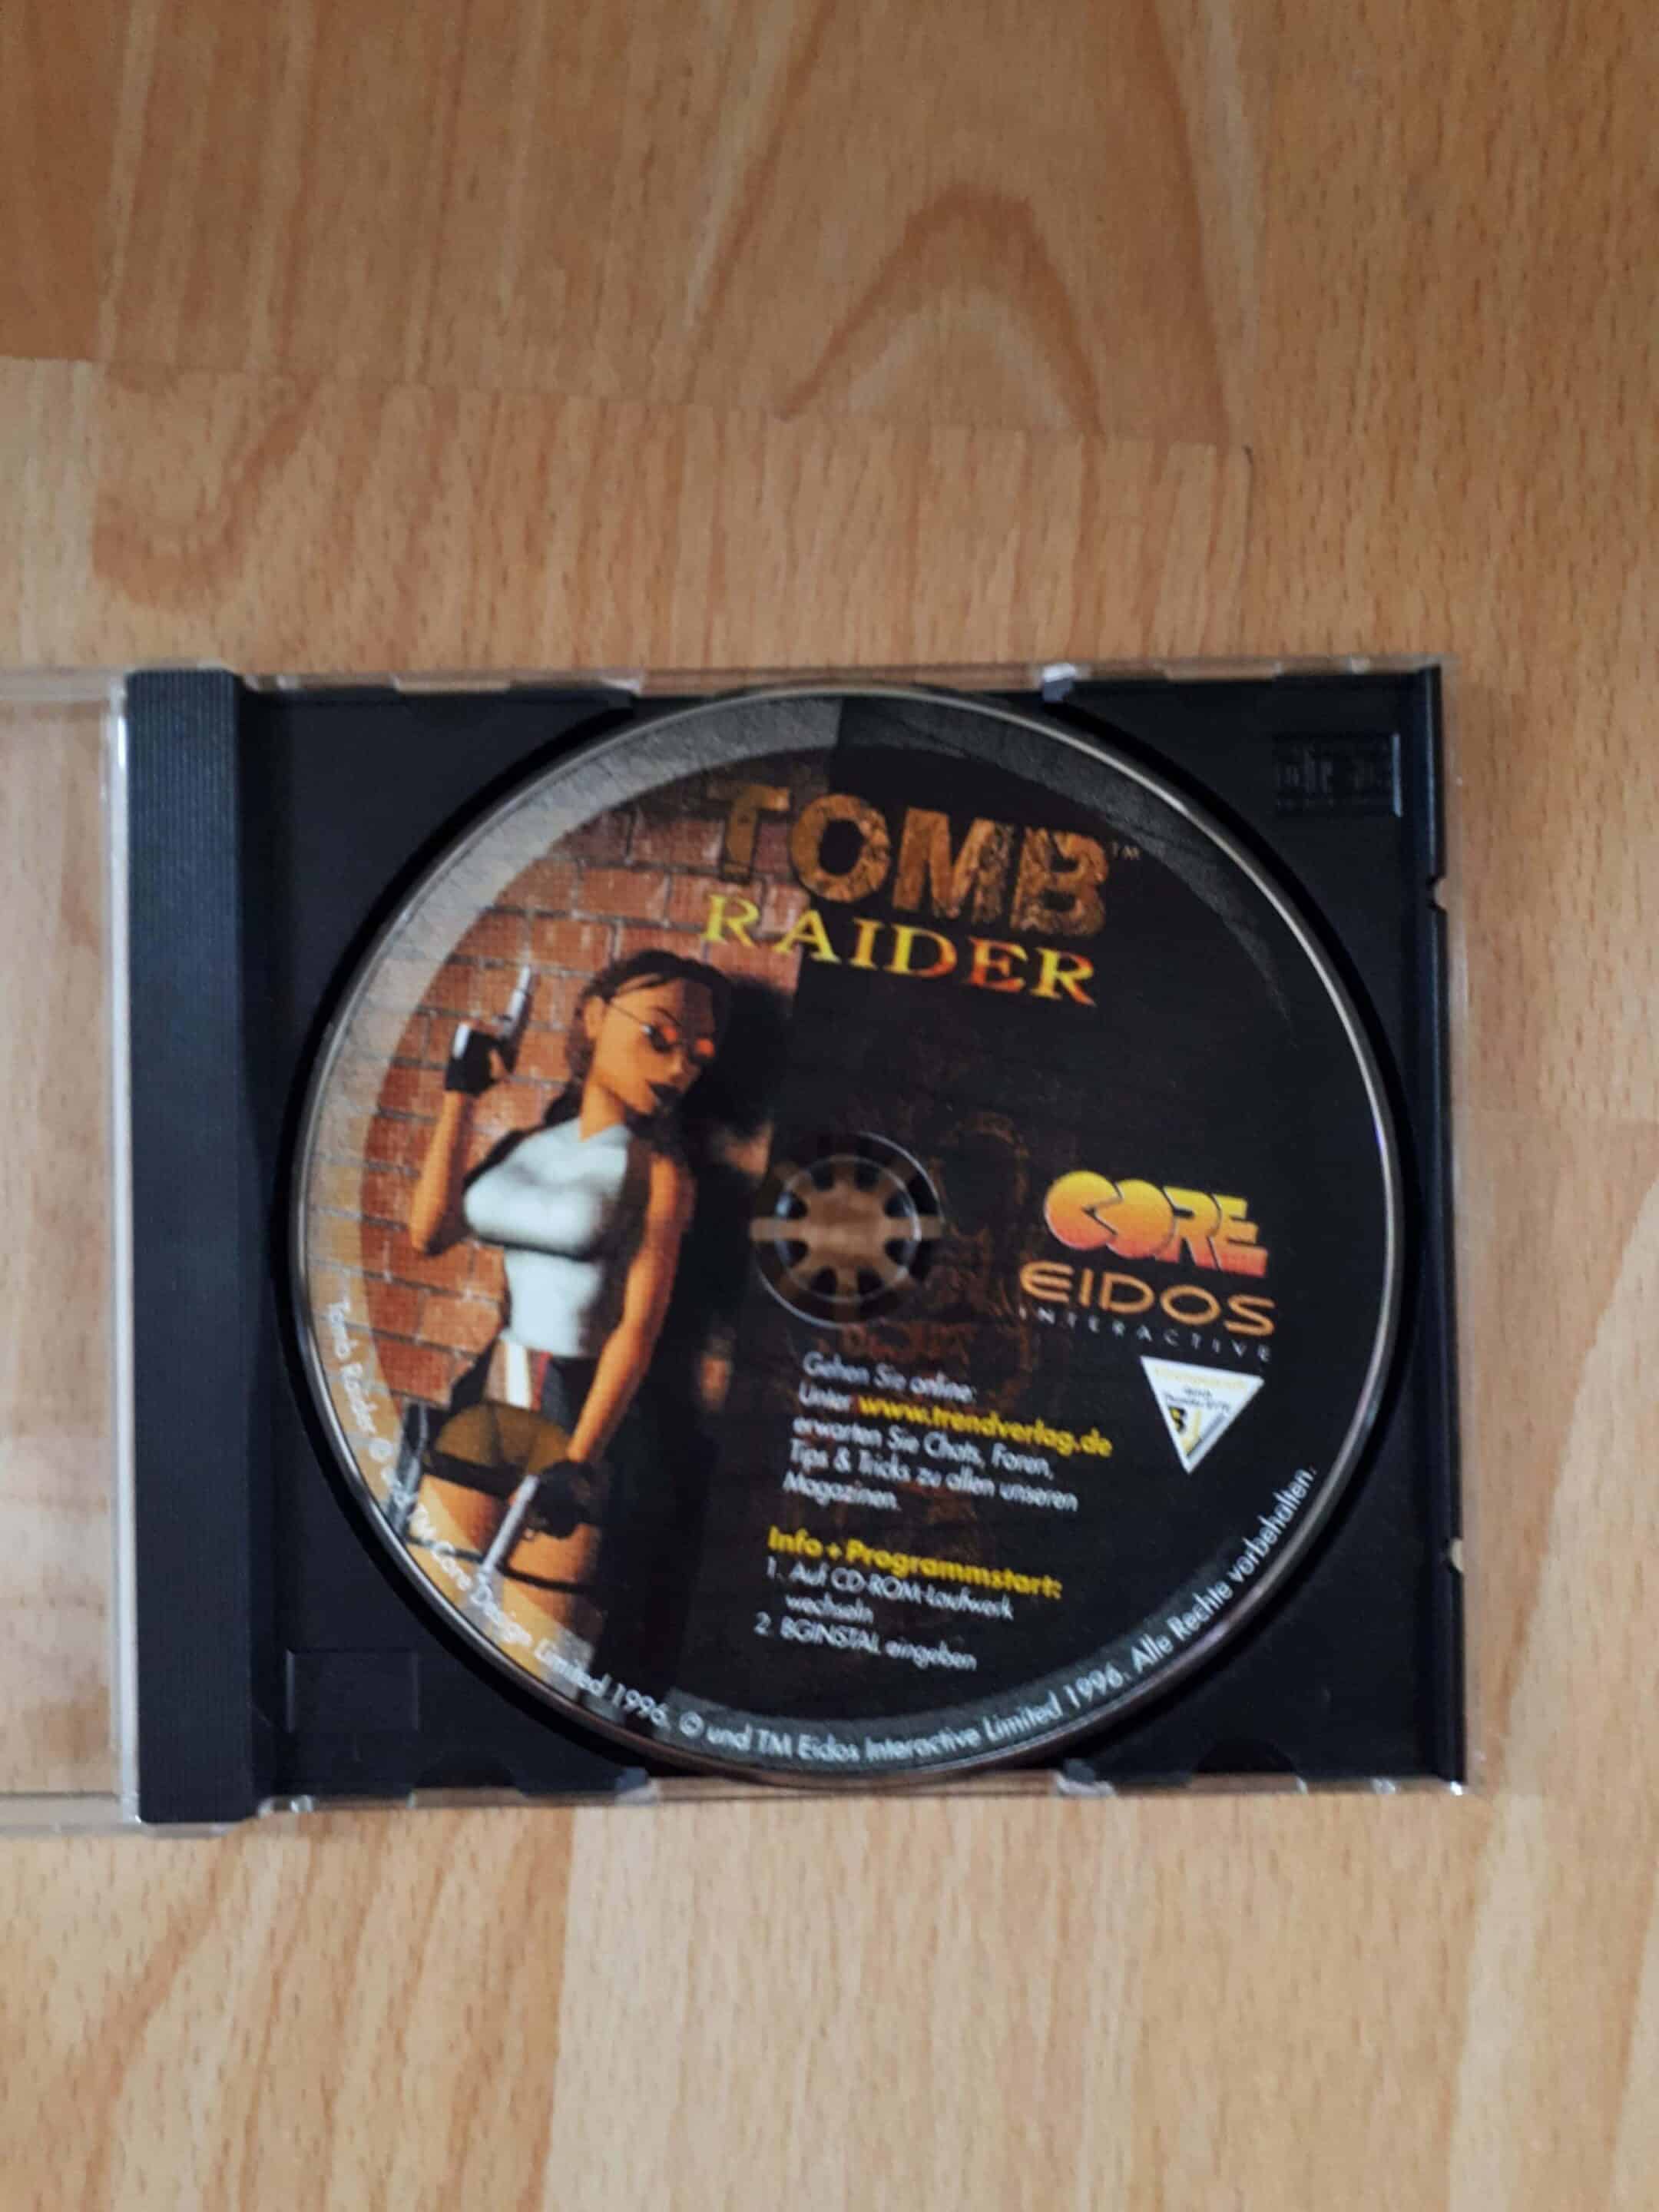 TOMB™
RAIDER
CORE
EIDOS
INTERACTIVE
Gehen Sie online:
Unter www.trendverlag.de
erwarten Sie Chats, Foren,
Tips & Tricks zu allen unseren
Magazinen.
Info + Programmstart:
1. Auf CD-ROM-Laufwerk
wechseln
2. BGINSTAL eingeben
Tomb Raider © und TM Core Design Limited 1996. © und TM Eidos Interactive Limited 1996. Alle Rechte vorbehalten.